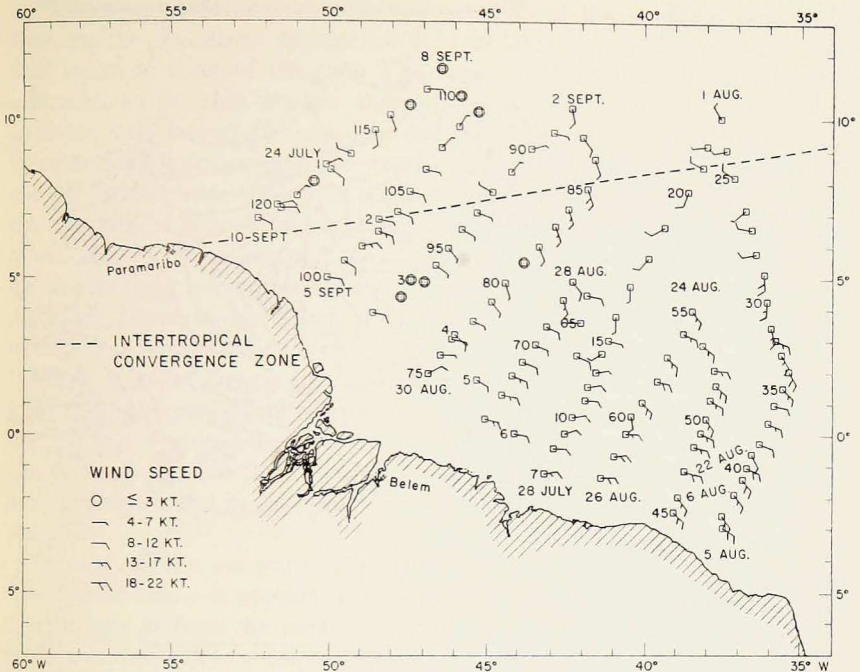 60° 55° 50° 45° 40° 35°
8 SEPT.
110
2 SEPT.
1 AUG.
10° 10°
115
24 JULY
1
90
25
120
105
85
20
2
10-SEPT
95
Paramaribo
100
5 SEPT
3
80
28 AUG.
24 AUG.
30
5° 5°
55
65
4
15
70
--- INTERTROPICAL
CONVERGENCE ZONE
75
30 AUG.
5
35
10
60
50
0° 0°
6
22 AUG.
40
WIND SPEED
Belem
7
28 JULY
26 AUG.
6 AUG.
45
5 AUG.
≤ 3 KT.
4-7 KT.
8-12 KT.
13-17 KT.
18-22 KT.
5° 5°
60° W 55° 50° 45° 40° 35° W